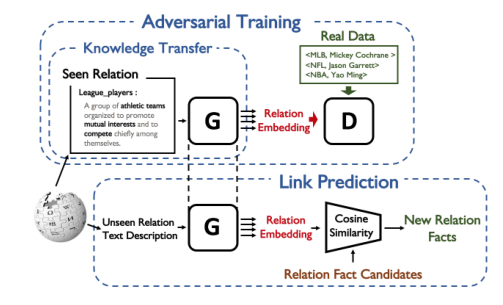 Adversarial Training
Knowledge Transfer
Real Data
<MLB, Mickey Cochrane >
<NFL, Jason Garrett>
<NBA, Yao Ming>
Seen Relation
League_players :
A group of athletic teams
organized to promote
mutual interests and to
compete chiefly among
themselves.
G
Relation
Embedding
D
Link Prediction
Unseen Relation
Text Description
G
Relation
Embedding
Cosine
Similarity
New Relation
Facts
Relation Fact Candidates